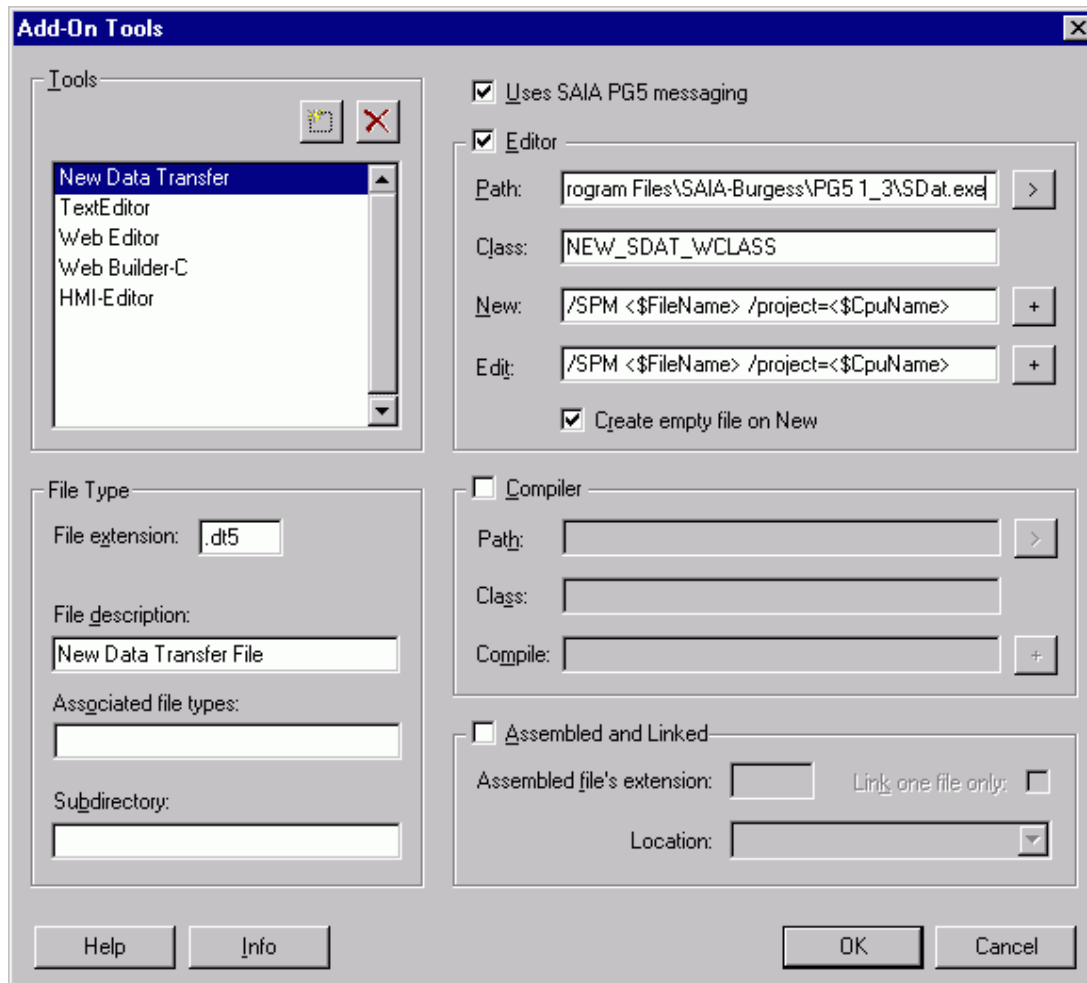 Add-On Tools
Tools
New Data Transfer
TextEditor
Web Editor
Web Builder-C
HMI-Editor
Uses SAIA PG5 messaging
Editor
Path: rogram Files\SAIA-Burgess\PG5 1_3\SDat.exe >
Class: NEW_SDAT_WCLASS
New: /SPM <$FileName> /project=<$CpuName> +
Edit: /SPM <$FileName> /project=<$CpuName> +
Create empty file on New
File Type
File extension: .dt5
File description:
New Data Transfer File
Associated file types:
Subdirectory:
Compiler
Path: >
Class:
Compile: +
Assembled and Linked
Assembled file's extension: Link one file only:
Location:
Help Info OK Cancel